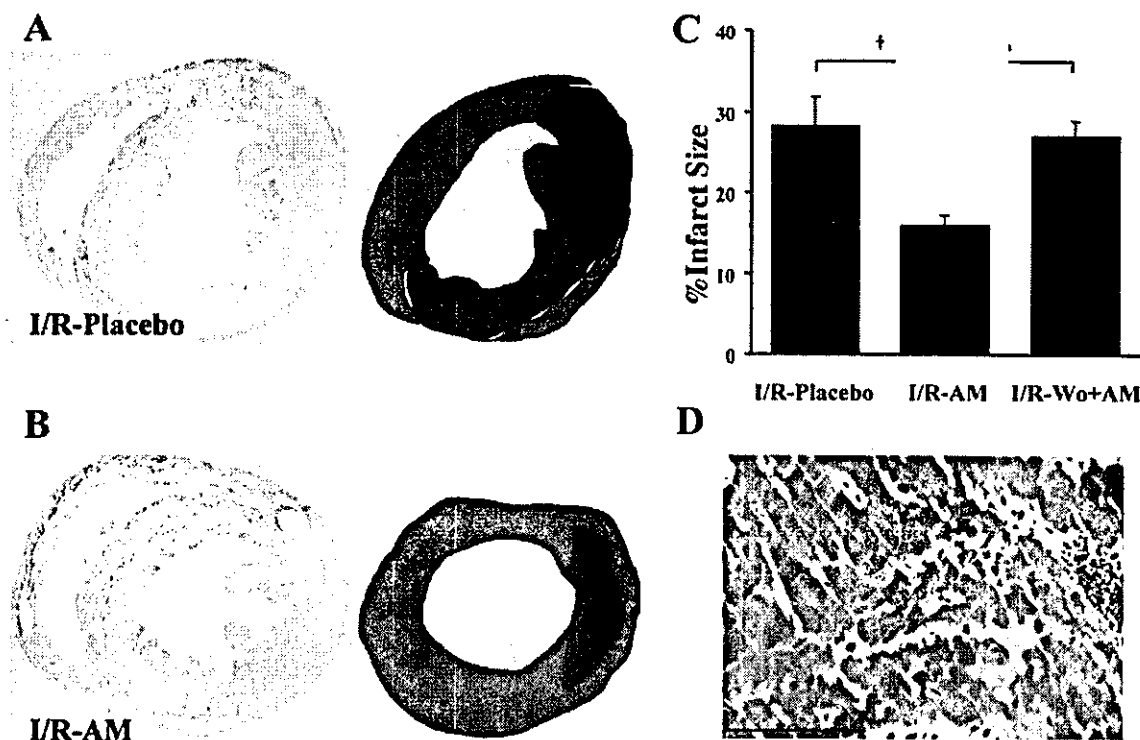 A
I/R-Placebo
B
I/R-AM
C
40
†
30
20
10
0
% Infarct Size
I/R-Placebo I/R-AM I/R-Wo+AM
D